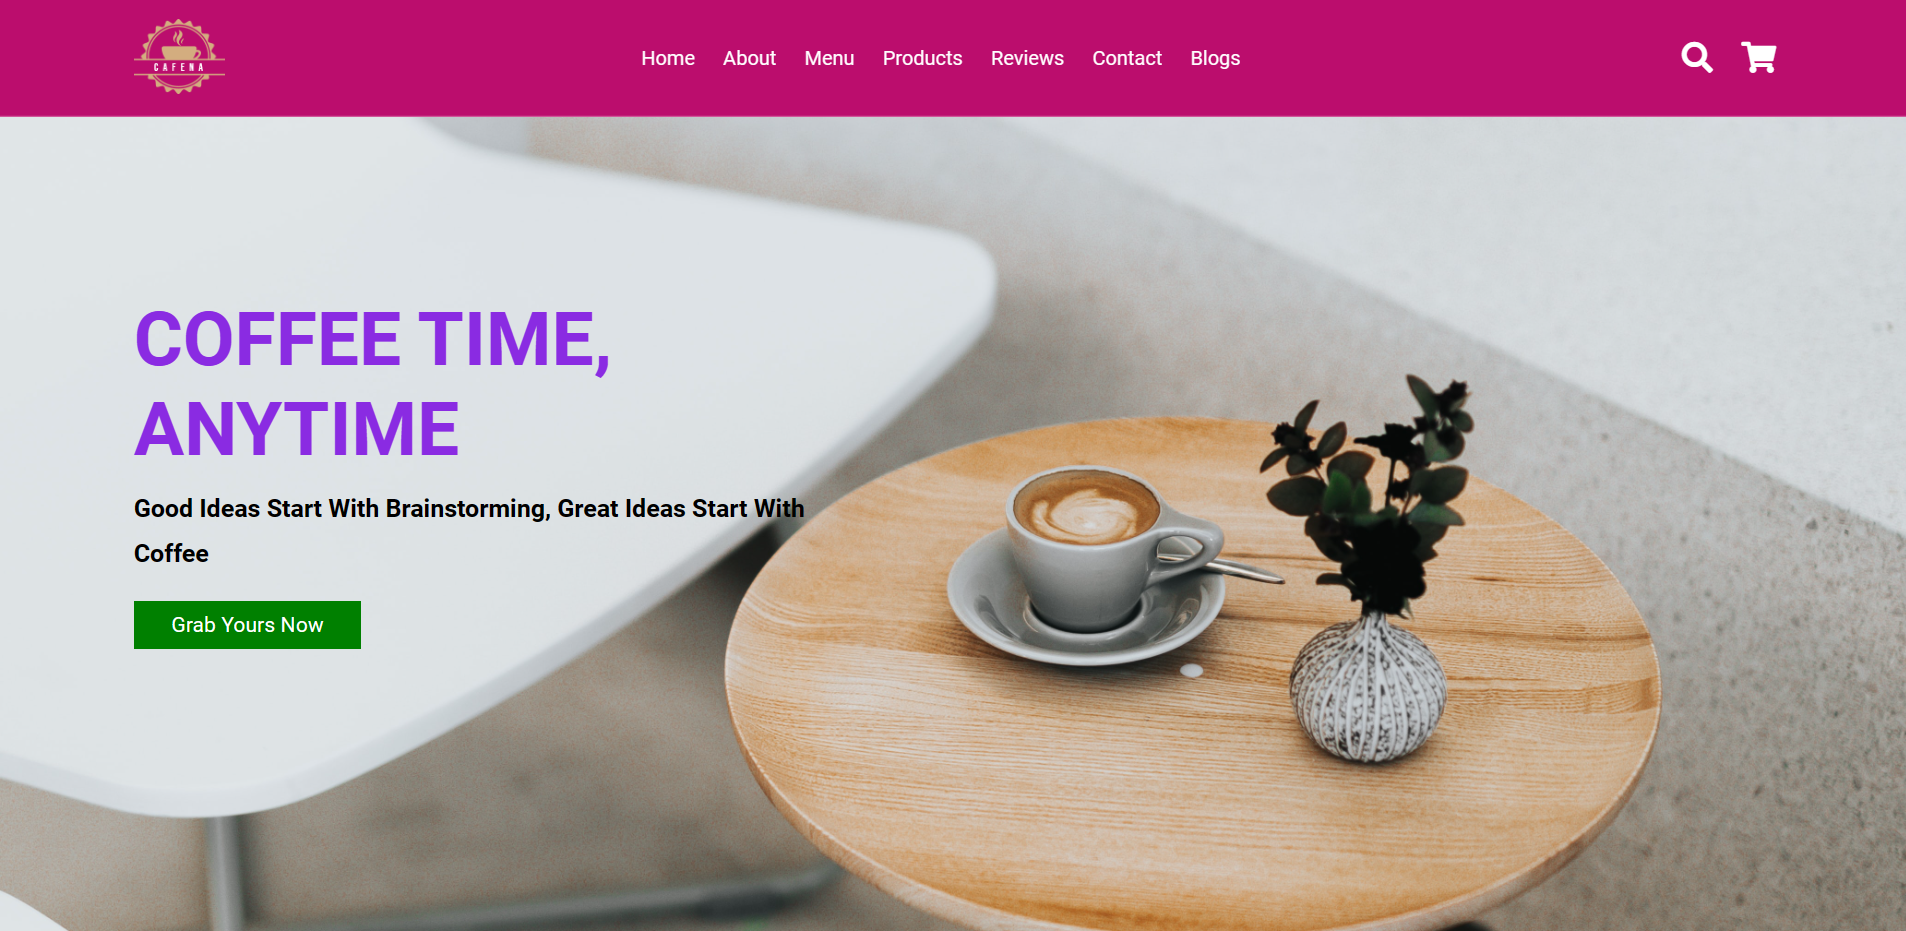 CAFENA
Home About Menu Products Reviews Contact Blogs
COFFEE TIME,
ANYTIME
Good Ideas Start With Brainstorming, Great Ideas Start With
Coffee
Grab Yours Now